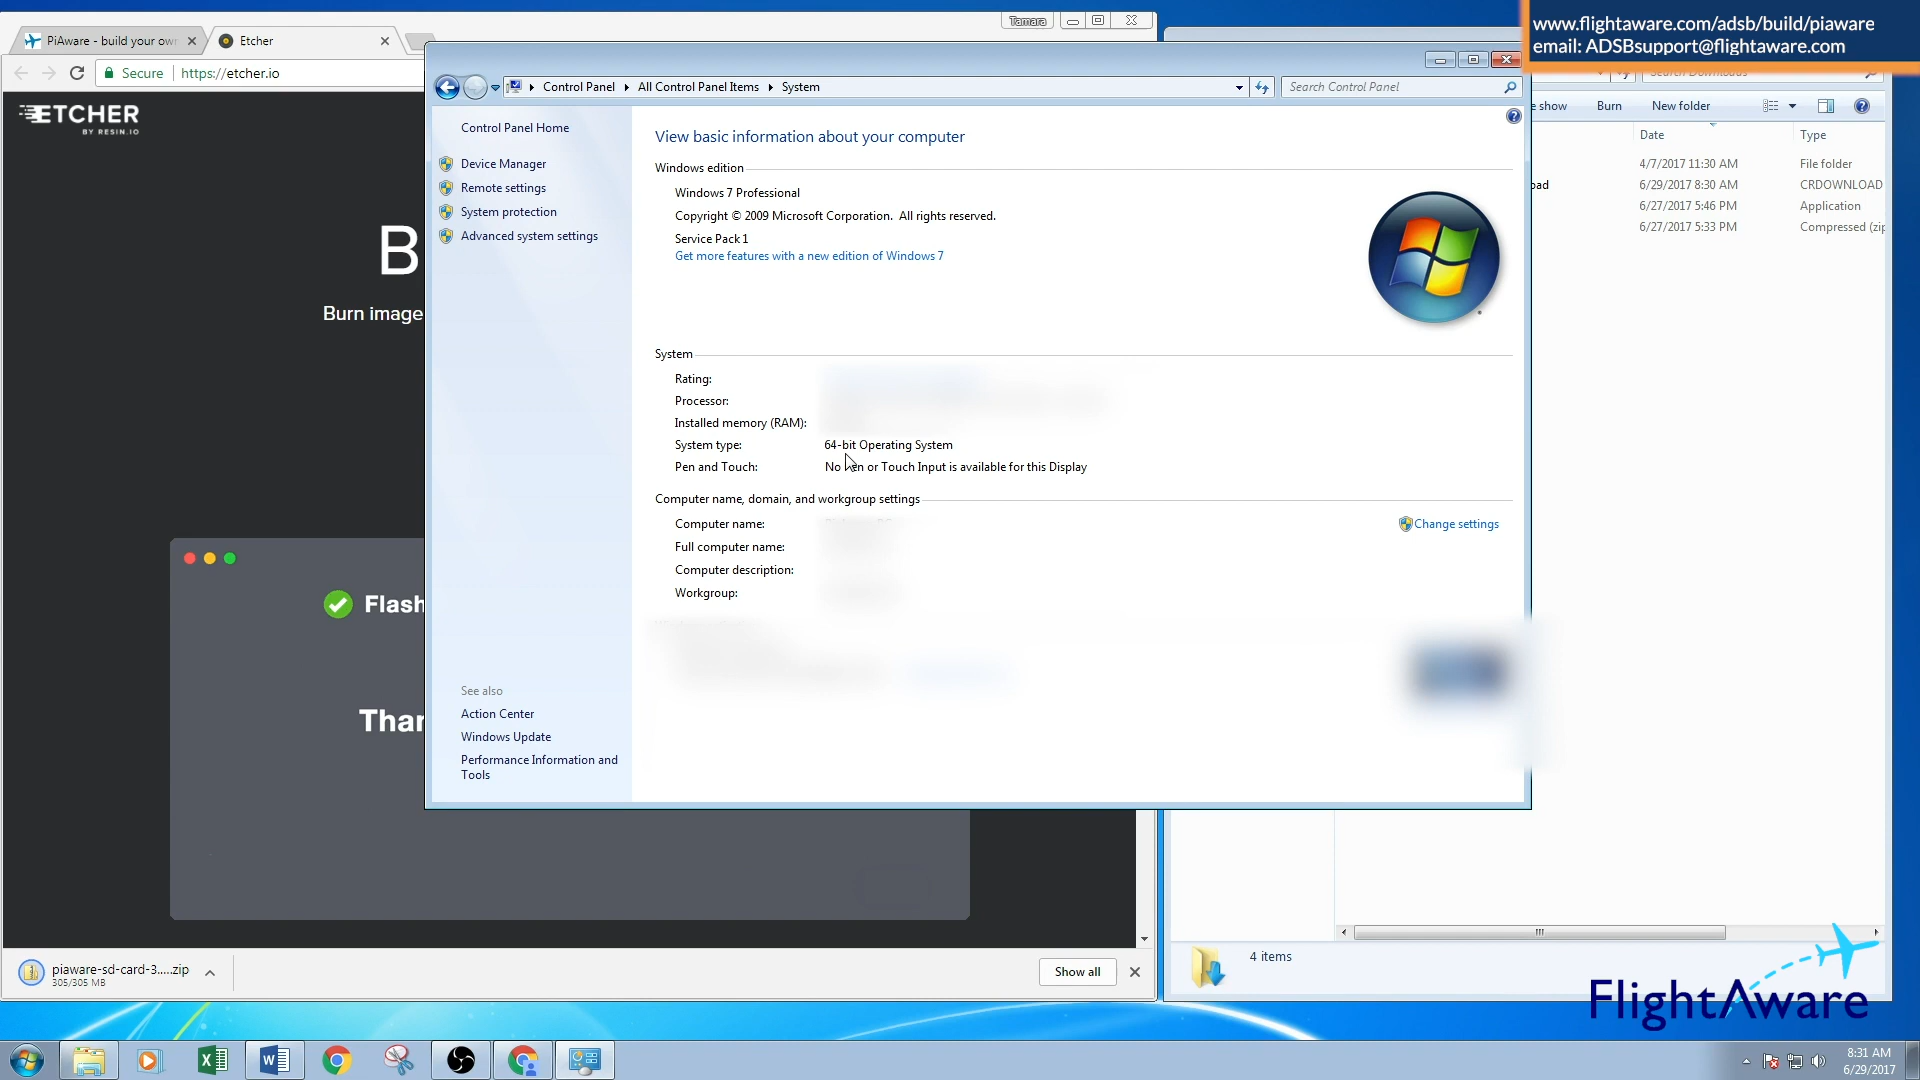 Tamara
www.flightaware.com/adsb/build/piaware
email: ADSBsupport@flightaware.com
PiAware - build your own
Etcher
Secure
https://etcher.io
Control Panel
All Control Panel Items
System
Search Control Panel
Search Downloads
ETCHER
BY RESIN.IO
Control Panel Home
Device Manager
Remote settings
System protection
Advanced system settings
View basic information about your computer
Windows edition
Windows 7 Professional
Copyright © 2009 Microsoft Corporation. All rights reserved.
Service Pack 1
Get more features with a new edition of Windows 7
System
Rating:
Processor:
Installed memory (RAM):
System type:
64-bit Operating System
Pen and Touch:
No Pen or Touch Input is available for this Display
Computer name, domain, and workgroup settings
Computer name:
Change settings
Full computer name:
Computer description:
Workgroup:
See also
Action Center
Windows Update
Performance Information and
Tools
show
Burn
New folder
Date
Type
4/7/2017 11:30 AM
File folder
6/29/2017 8:30 AM
CRDOWNLOAD
6/27/2017 5:46 PM
Application
6/27/2017 5:33 PM
Compressed (zip
B
Burn image
Flash
Than
piaware-sd-card-3.....zip
305/305 MB
Show all
4 items
FlightAware
8:31 AM
6/29/2017